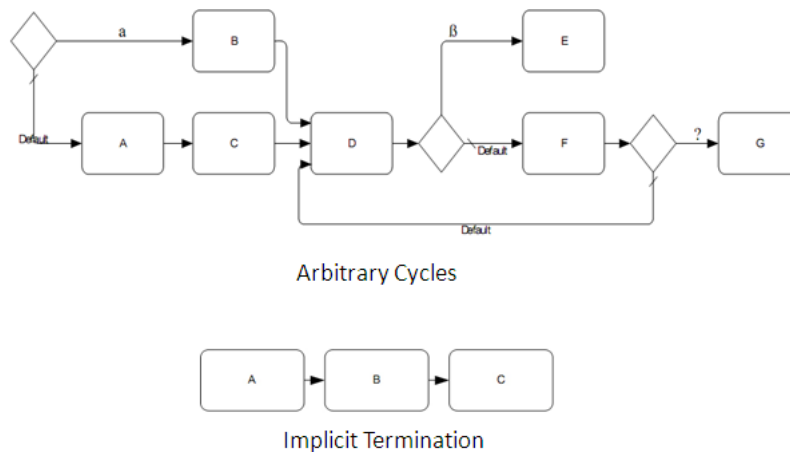 a
B
ß
E
Default
A
C
D
Default
F
?
G
Default
Arbitrary Cycles
A
B
C
Implicit Termination